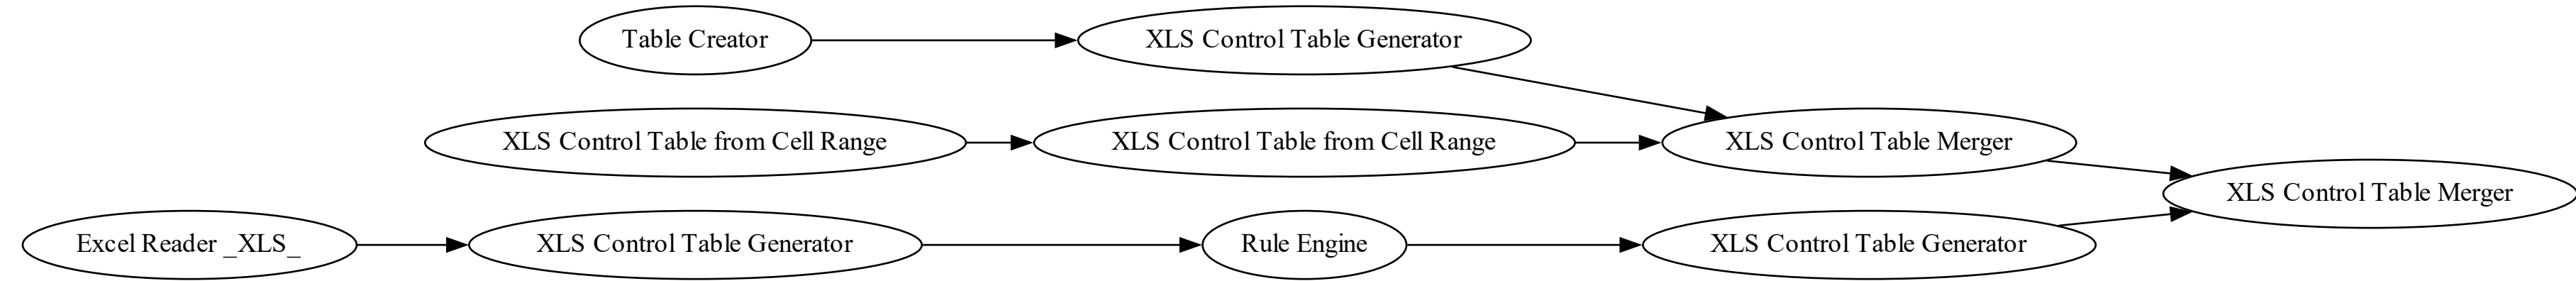 Table Creator
XLS Control Table Generator
XLS Control Table from Cell Range
XLS Control Table from Cell Range
XLS Control Table Merger
XLS Control Table Merger
Excel Reader _XLS_
XLS Control Table Generator
Rule Engine
XLS Control Table Generator